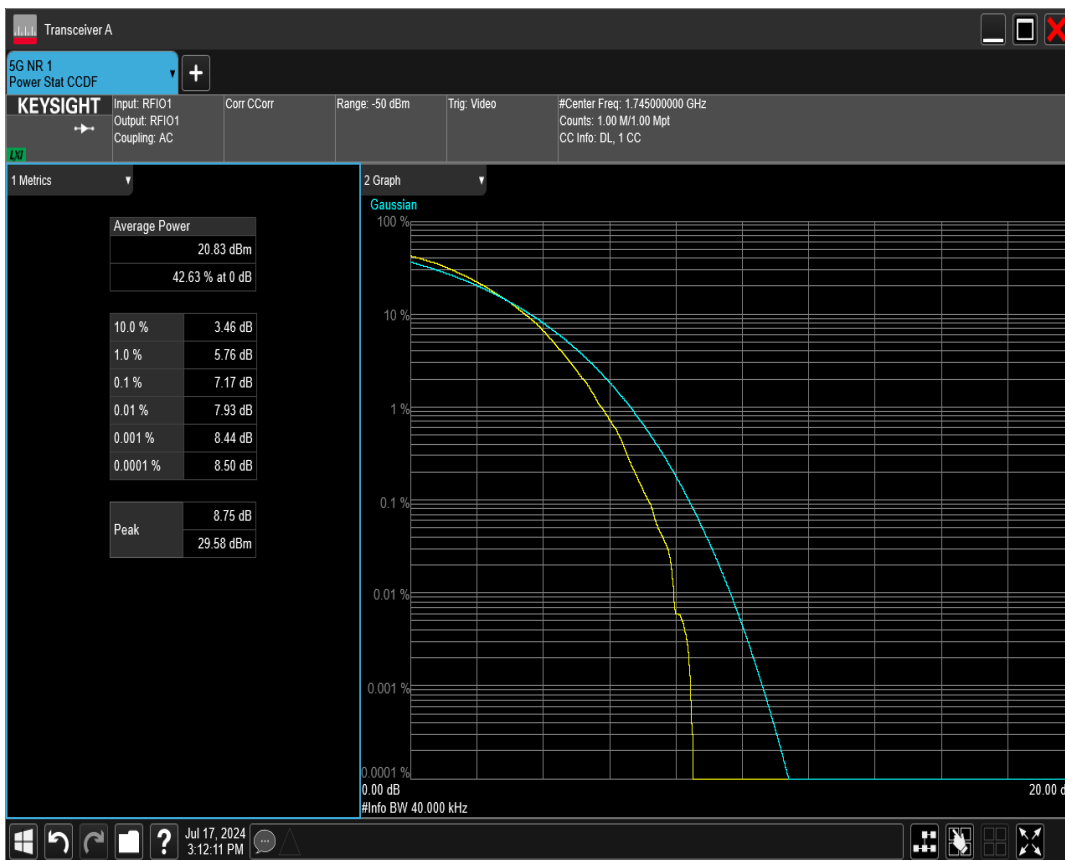 Transceiver A
5G NR 1
Power Stat CCDF
KEYSIGHT
LXI
Input: RFIO1
Output: RFIO1
Coupling: AC
Corr CCorr
Range: -50 dBm
Trig: Video
#Center Freq: 1.745000000 GHz
Counts: 1.00 M/1.00 Mpt
CC Info: DL, 1 CC
1 Metrics
Average Power
20.83 dBm
42.63 % at 0 dB
10.0 % 3.46 dB
1.0 % 5.76 dB
0.1 % 7.17 dB
0.01 % 7.93 dB
0.001 % 8.44 dB
0.0001 % 8.50 dB
Peak
8.75 dB
29.58 dBm
2 Graph
Gaussian
100 %
10 %
1 %
0.1 %
0.01 %
0.001 %
0.0001 %
0.00 dB
20.00 d
#Info BW 40.000 kHz
?
Jul 17, 2024
3:12:11 PM